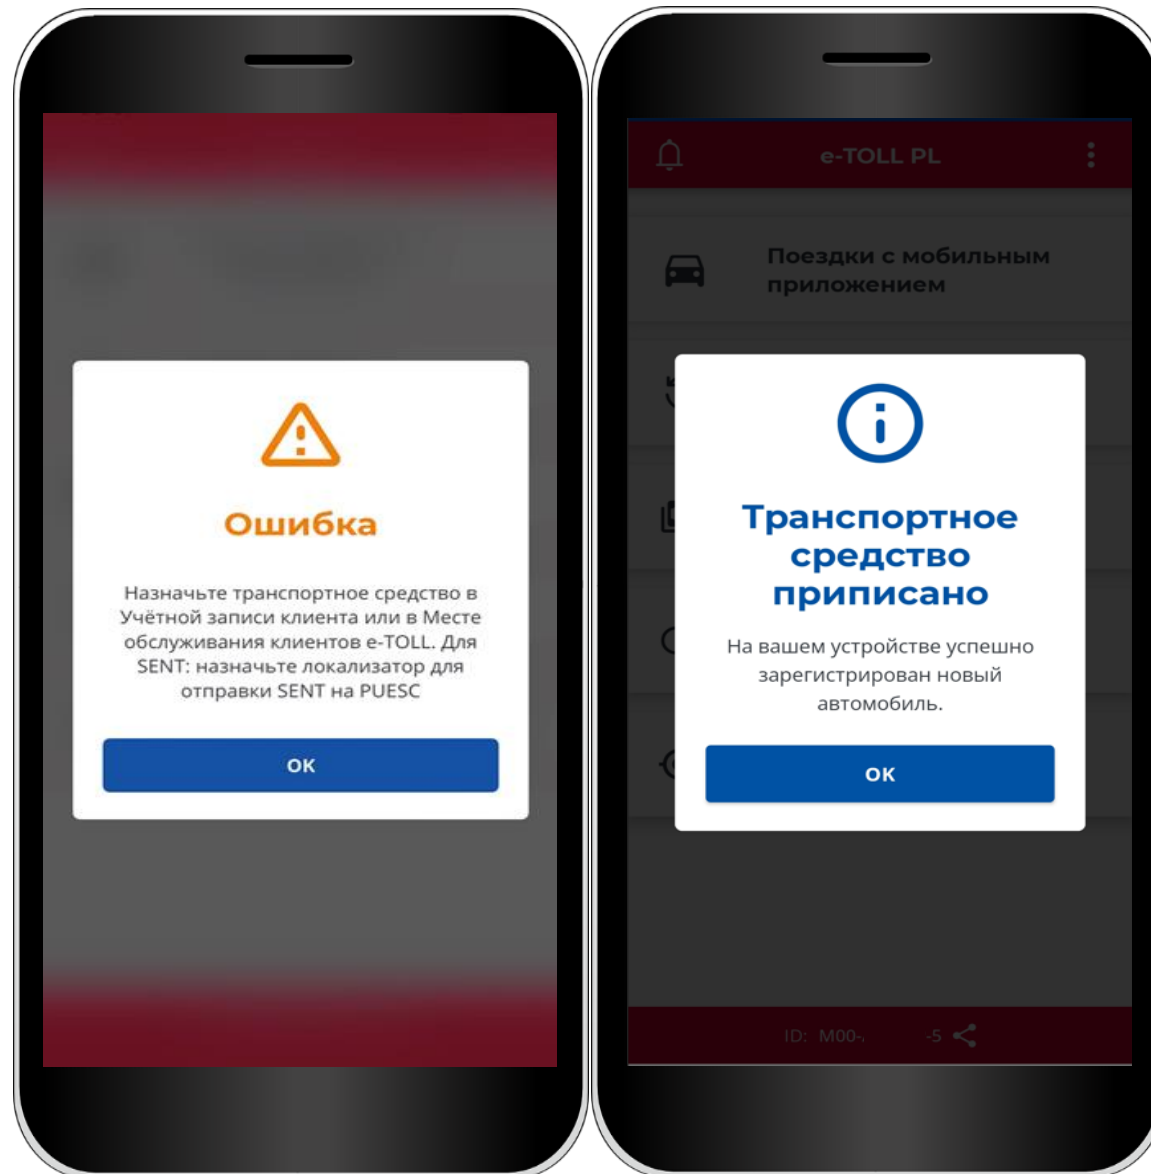 Ошибка
Назначьте транспортное средство в
Учётной записи клиента или в Месте
обслуживания клиентов e-TOLL. Для
SENT: назначьте локализатор для
отправки SENT на PUESC
OK
e-TOLL PL
Поездки с мобильным
приложением
Транспортное
средство
приписано
На вашем устройстве успешно
зарегистрирован новый
автомобиль.
OK
ID: M00-. -5